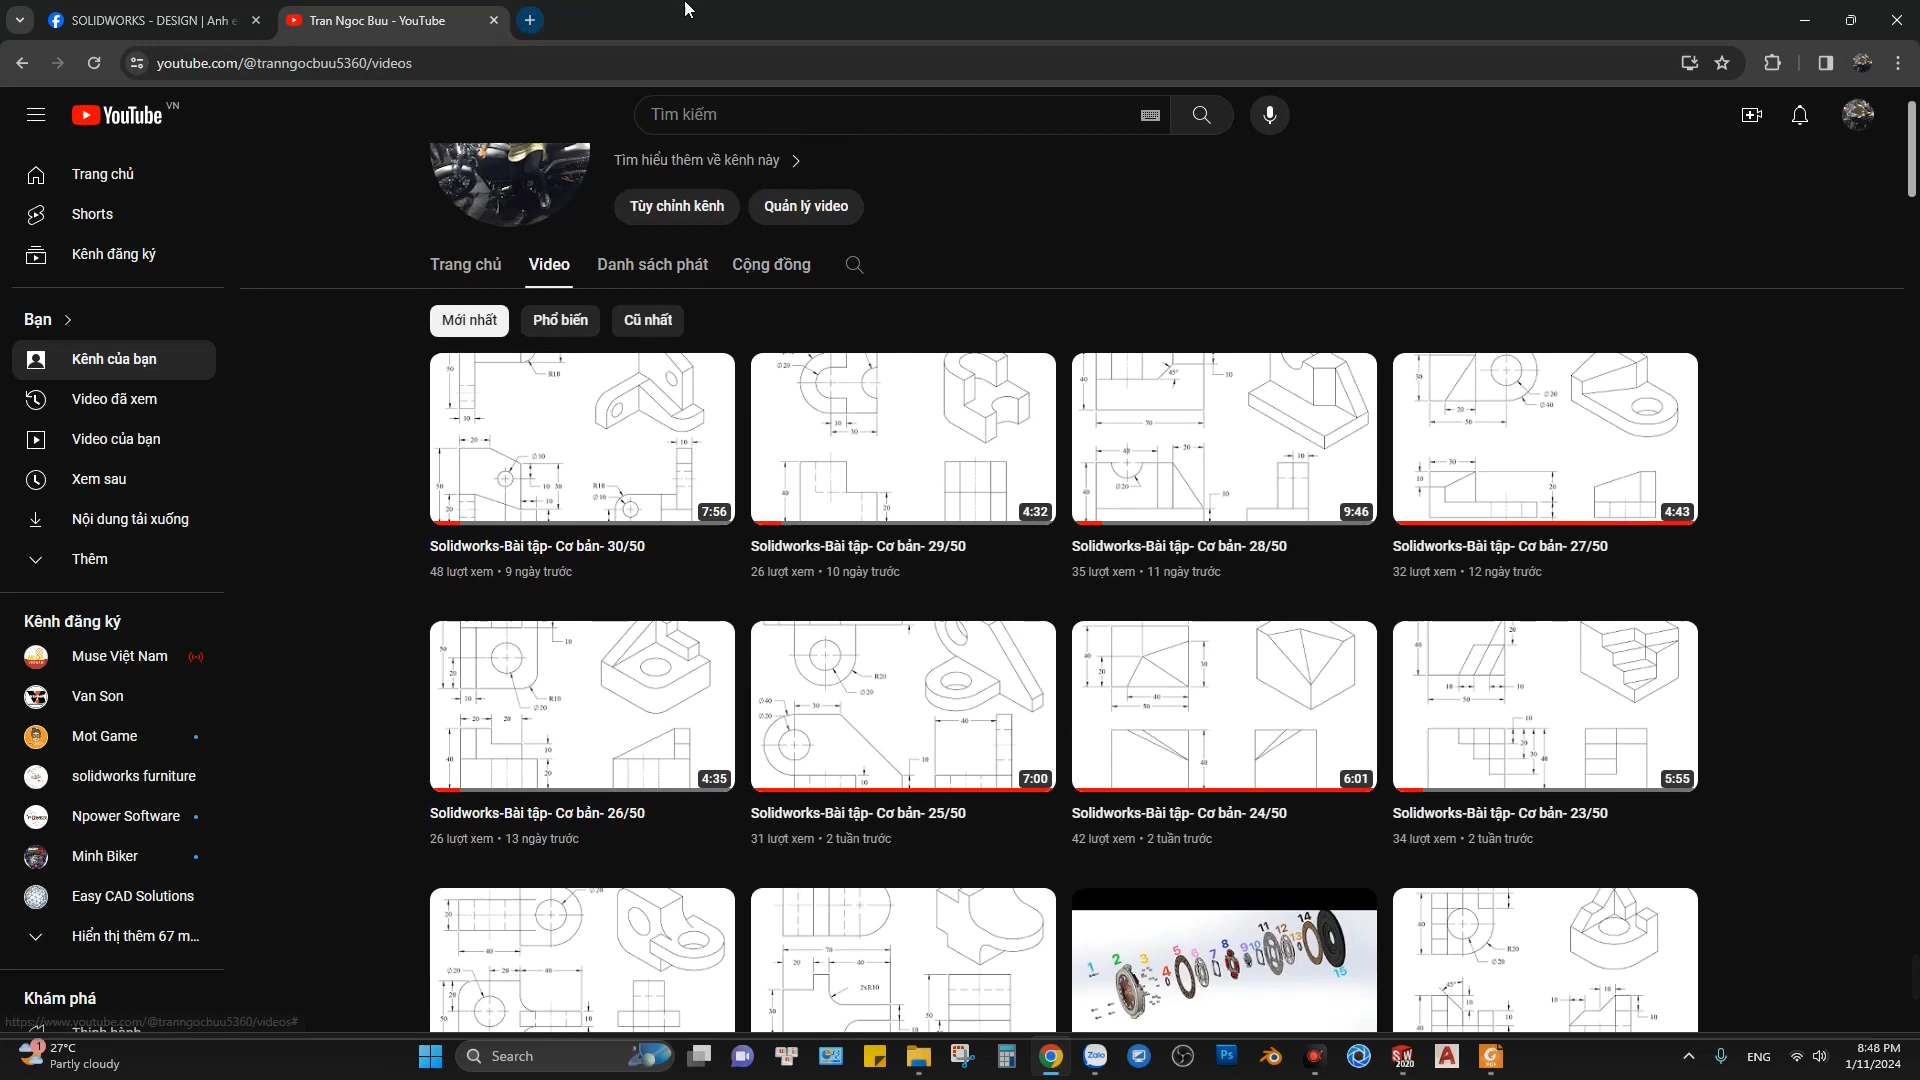 SOLIDWORKS - DESIGN | Anh e
Tran Ngoc Buu - YouTube
youtube.com/@tranngocbuu5360/videos
YouTube VN
Tìm kiếm
Tìm hiểu thêm về kênh này
Tùy chỉnh kênh
Quản lý video
Trang chủ
Video
Danh sách phát
Cộng đồng
Mới nhất
Phổ biến
Cũ nhất
Trang chủ
Shorts
Kênh đăng ký
Bạn
Kênh của bạn
Video đã xem
Video của bạn
Xem sau
Nội dung tải xuống
Thêm
Kênh đăng ký
Muse Việt Nam
Van Son
Mot Game
solidworks furniture
Npower Software
Minh Biker
Easy CAD Solutions
Hiển thị thêm 67 m...
Khám phá
https://www.youtube.com/@tranngocbuu5360/videos#
7:56
Solidworks-Bài tập- Cơ bản- 30/50
48 lượt xem • 9 ngày trước
4:32
Solidworks-Bài tập- Cơ bản- 29/50
26 lượt xem • 10 ngày trước
9:46
Solidworks-Bài tập- Cơ bản- 28/50
35 lượt xem • 11 ngày trước
4:43
Solidworks-Bài tập- Cơ bản- 27/50
32 lượt xem • 12 ngày trước
4:35
Solidworks-Bài tập- Cơ bản- 26/50
26 lượt xem • 13 ngày trước
7:00
Solidworks-Bài tập- Cơ bản- 25/50
31 lượt xem • 2 tuần trước
6:01
Solidworks-Bài tập- Cơ bản- 24/50
42 lượt xem • 2 tuần trước
5:55
Solidworks-Bài tập- Cơ bản- 23/50
34 lượt xem • 2 tuần trước
27°C
Partly cloudy
Search
ENG
8:48 PM
1/11/2024